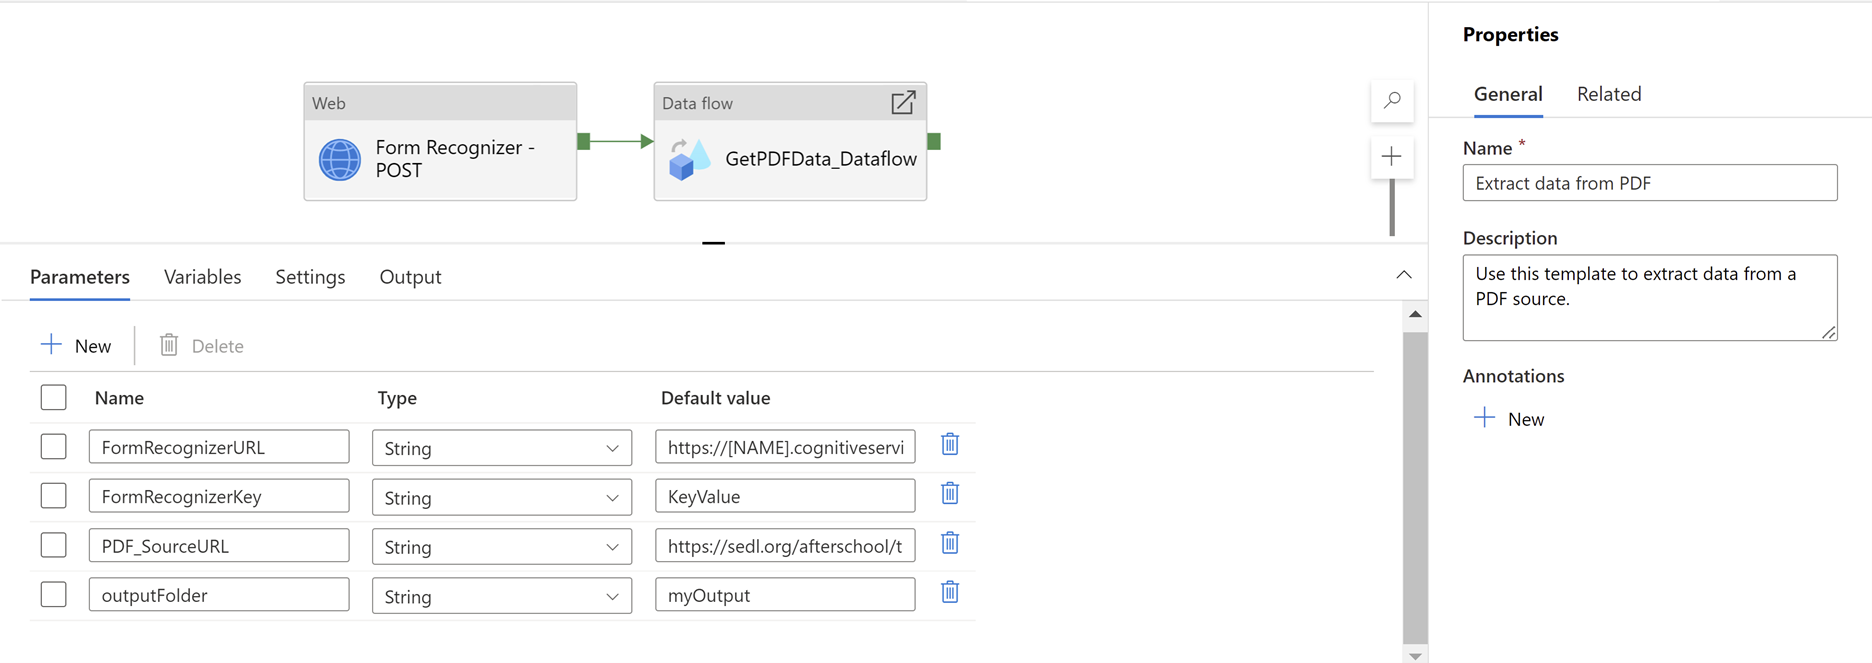 Web
Form Recognizer -
POST
Data flow
GetPDFData_Dataflow
Parameters Variables Settings Output
New Delete
Name Type Default value
FormRecognizerURL String https://[NAME].cognitiveservi
FormRecognizerKey String KeyValue
PDF_SourceURL String https://sedl.org/afterschool/t
outputFolder String myOutput
Properties
General Related
Name *
Extract data from PDF
Description
Use this template to extract data from a
PDF source.
Annotations
New